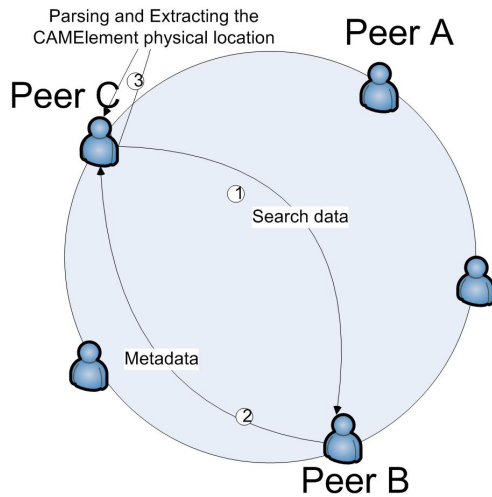 Parsing and Extracting the
CAMElement physical location
Peer A
Peer C
3
1
Search data
Metadata
2
Peer B